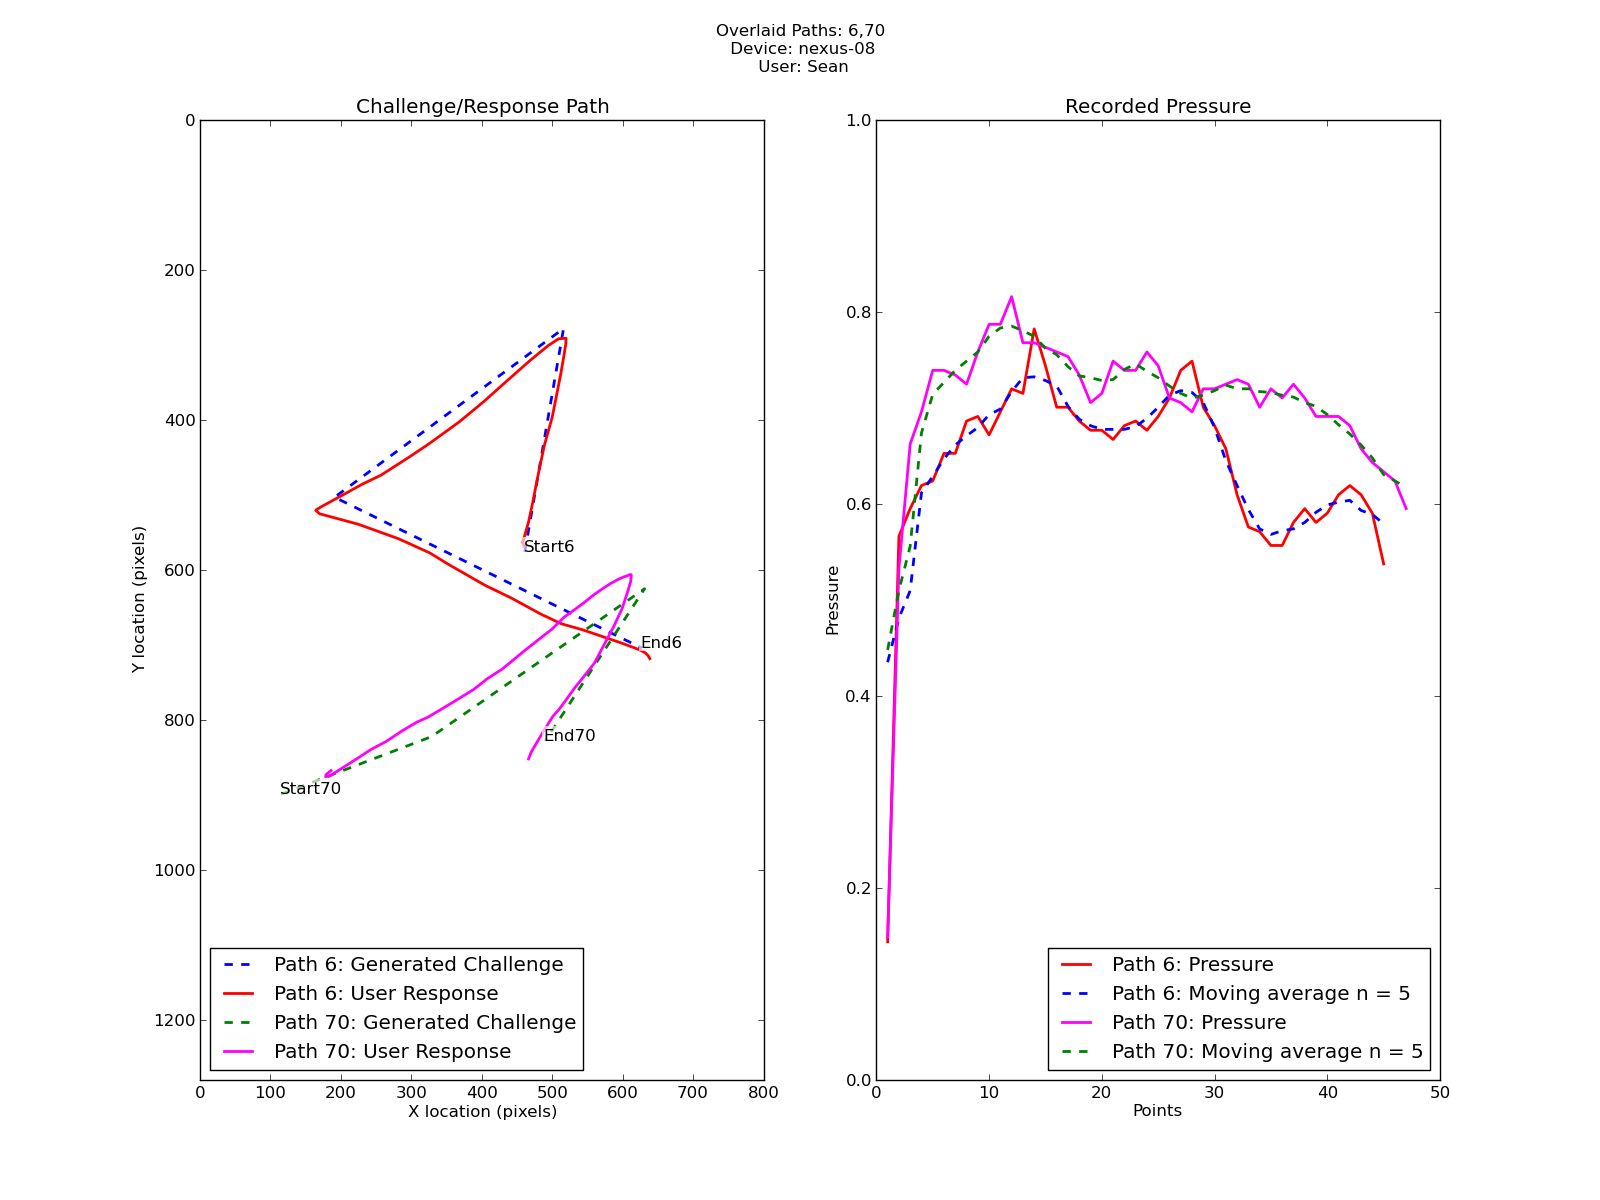 Overlaid Paths: 6,70
Device: nexus-08
User: Sean
Challenge/Response Path
0
200
400
600
800
1000
1200
Y location (pixels)
Start6
End6
End70
Start70
Path 6: Generated Challenge
Path 6: User Response
Path 70: Generated Challenge
Path 70: User Response
0 100 200 300 400 500 600 700 800
X location (pixels)
Recorded Pressure
1.0
0.8
0.6
0.4
0.2
0.0
Pressure
Path 6: Pressure
Path 6: Moving average n = 5
Path 70: Pressure
Path 70: Moving average n = 5
0 10 20 30 40 50
Points